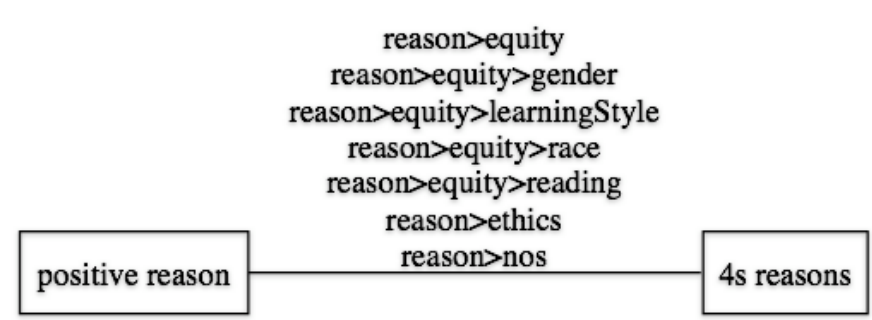 reason>equity
reason>equity>gender
reason>equity>learningStyle
reason>equity>race
reason>equity>reading
reason>ethics
reason>nos
positive reason
4s reasons